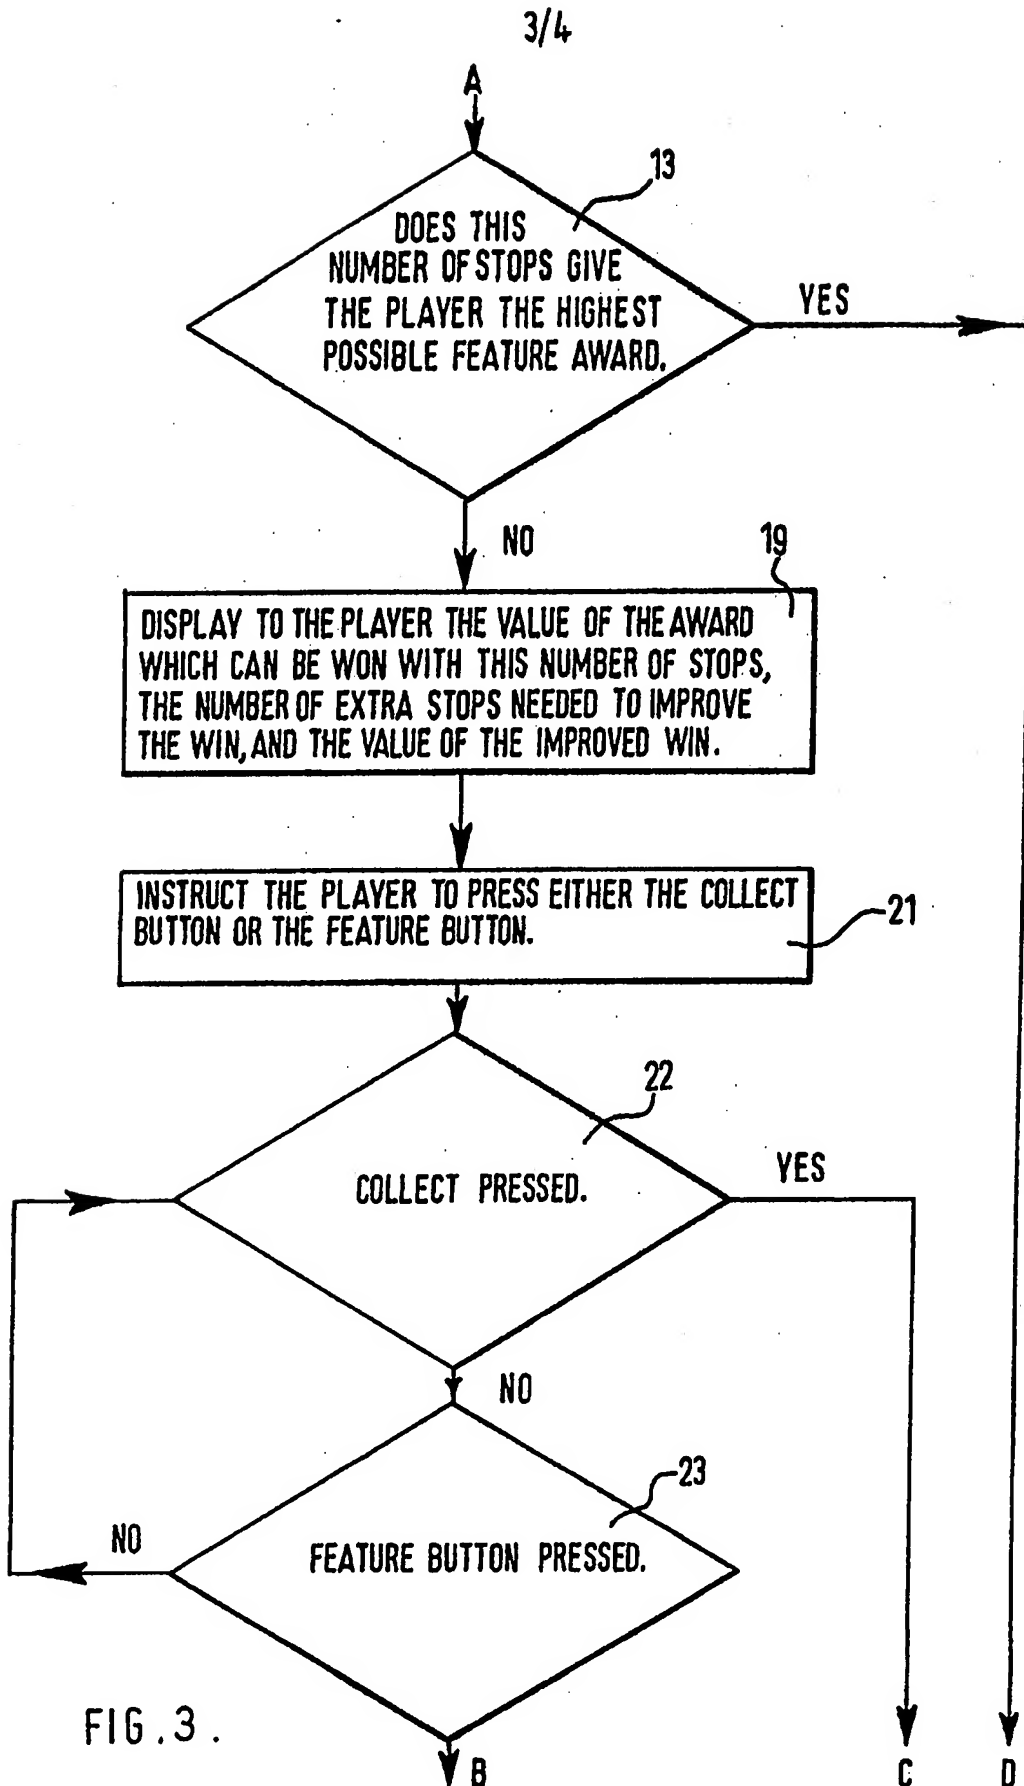 3/4
A
13
DOES THIS
NUMBER OF STOPS GIVE
THE PLAYER THE HIGHEST
POSSIBLE FEATURE AWARD.
YES
NO
19
DISPLAY TO THE PLAYER THE VALUE OF THE AWARD
WHICH CAN BE WON WITH THIS NUMBER OF STOPS,
THE NUMBER OF EXTRA STOPS NEEDED TO IMPROVE
THE WIN, AND THE VALUE OF THE IMPROVED WIN.
INSTRUCT THE PLAYER TO PRESS EITHER THE COLLECT
BUTTON OR THE FEATURE BUTTON.
21
22
COLLECT PRESSED.
YES
NO
23
FEATURE BUTTON PRESSED.
NO
FIG.3.
B
C
D